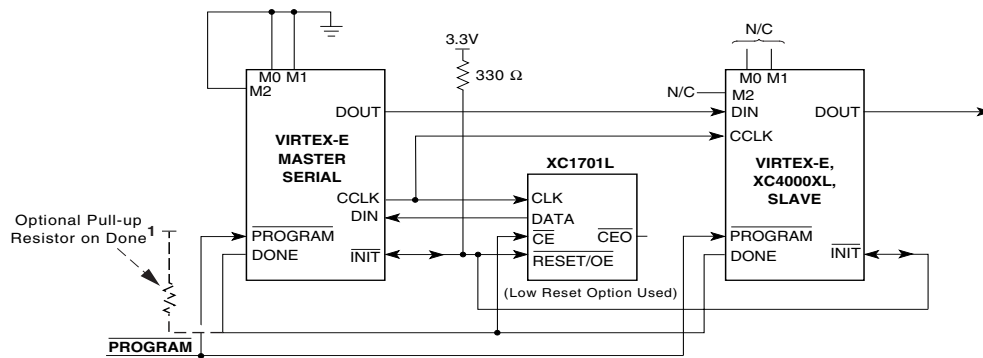 N/C
3.3V
M0 M1
M2
330 Ω
N/C
M0 M1
M2
DOUT
DIN
DOUT
VIRTEX-E
MASTER
SERIAL
CCLK
VIRTEX-E,
XC4000XL,
SLAVE
XC1701L
CCLK
CLK
DIN
DATA
Optional Pull-up
Resistor on Done1
PROGRAM
CE
CEO
PROGRAM
DONE
INIT
RESET/OE
DONE
INIT
(Low Reset Option Used)
PROGRAM